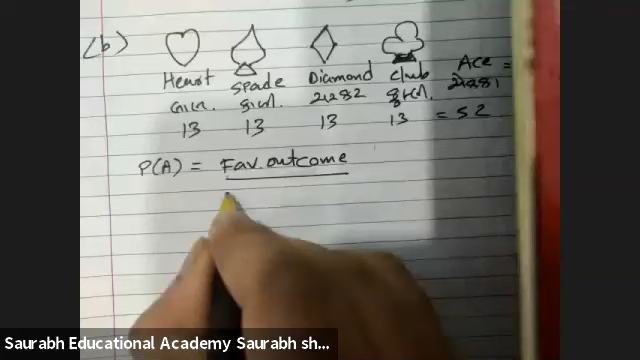 (b)
Heart Spade Diamond Club Ace =
લાલ.
13 13 13 13 = 52
P(A) = Fav. outcome
Saurabh Educational Academy Saurabh sh...